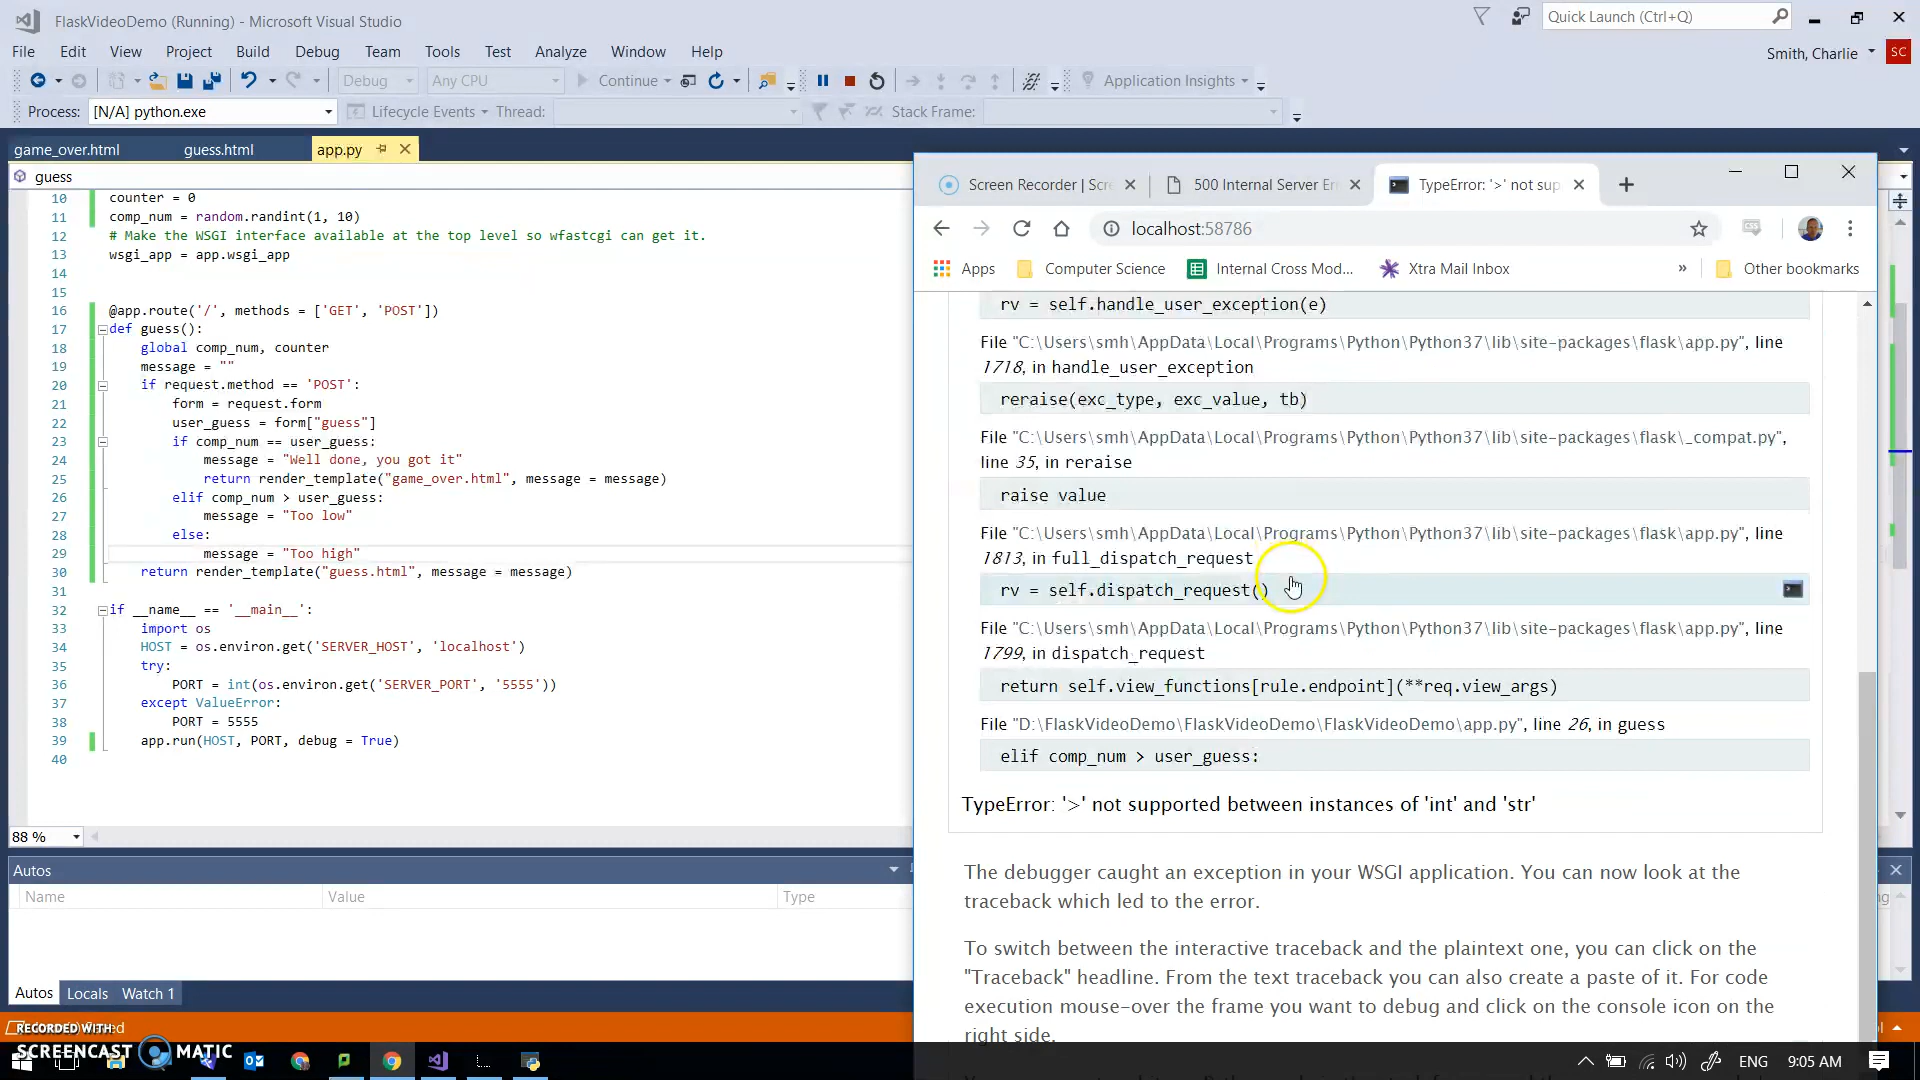 FlaskVideoDemo (Running) - Microsoft Visual Studio
Quick Launch (Ctrl+Q)
File Edit View Project Build Debug Team Tools Test Analyze Window Help
Smith, Charlie SC
Debug Any CPU Continue Application Insights
Process: [N/A] python.exe Lifecycle Events Thread: Stack Frame:
game_over.html guess.html app.py
guess
10 counter = 0
11 comp_num = random.randint(1, 10)
12 # Make the WSGI interface available at the top level so wfastcgi can get it.
13 wsgi_app = app.wsgi_app
14
15
16 @app.route('/', methods = ['GET', 'POST'])
17 def guess():
18 global comp_num, counter
19 message = ""
20 if request.method == 'POST':
21 form = request.form
22 user_guess = form["guess"]
23 if comp_num == user_guess:
24 message = "Well done, you got it"
25 return render_template("game_over.html", message = message)
26 elif comp_num > user_guess:
27 message = "Too low"
28 else:
29 message = "Too high"
30 return render_template("guess.html", message = message)
31
32 if __name__ == '__main__':
33 import os
34 HOST = os.environ.get('SERVER_HOST', 'localhost')
35 try:
36 PORT = int(os.environ.get('SERVER_PORT', '5555'))
37 except ValueError:
38 PORT = 5555
39 app.run(HOST, PORT, debug = True)
40
88 %
Autos
Name Value Type
Autos Locals Watch 1
Screen Recorder | Scre 500 Internal Server Er TypeError: '>' not sup
localhost:58786
Apps Computer Science Internal Cross Mod... Xtra Mail Inbox » Other bookmarks
rv = self.handle_user_exception(e)
File "C:\Users\smh\AppData\Local\Programs\Python\Python37\lib\site-packages\flask\app.py", line
1718, in handle_user_exception
reraise(exc_type, exc_value, tb)
File "C:\Users\smh\AppData\Local\Programs\Python\Python37\lib\site-packages\flask\_compat.py",
line 35, in reraise
raise value
File "C:\Users\smh\AppData\Local\Programs\Python\Python37\lib\site-packages\flask\app.py", line
1813, in full_dispatch_request
rv = self.dispatch_request()
File "C:\Users\smh\AppData\Local\Programs\Python\Python37\lib\site-packages\flask\app.py", line
1799, in dispatch_request
return self.view_functions[rule.endpoint](**req.view_args)
File "D:\FlaskVideoDemo\FlaskVideoDemo\FlaskVideoDemo\app.py", line 26, in guess
elif comp_num > user_guess:
TypeError: '>' not supported between instances of 'int' and 'str'
The debugger caught an exception in your WSGI application. You can now look at the
traceback which led to the error.
To switch between the interactive traceback and the plaintext one, you can click on the
"Traceback" headline. From the text traceback you can also create a paste of it. For code
execution mouse-over the frame you want to debug and click on the console icon on the
right side.
RECORDED WITH
SCREENCAST MATIC
ENG 9:05 AM